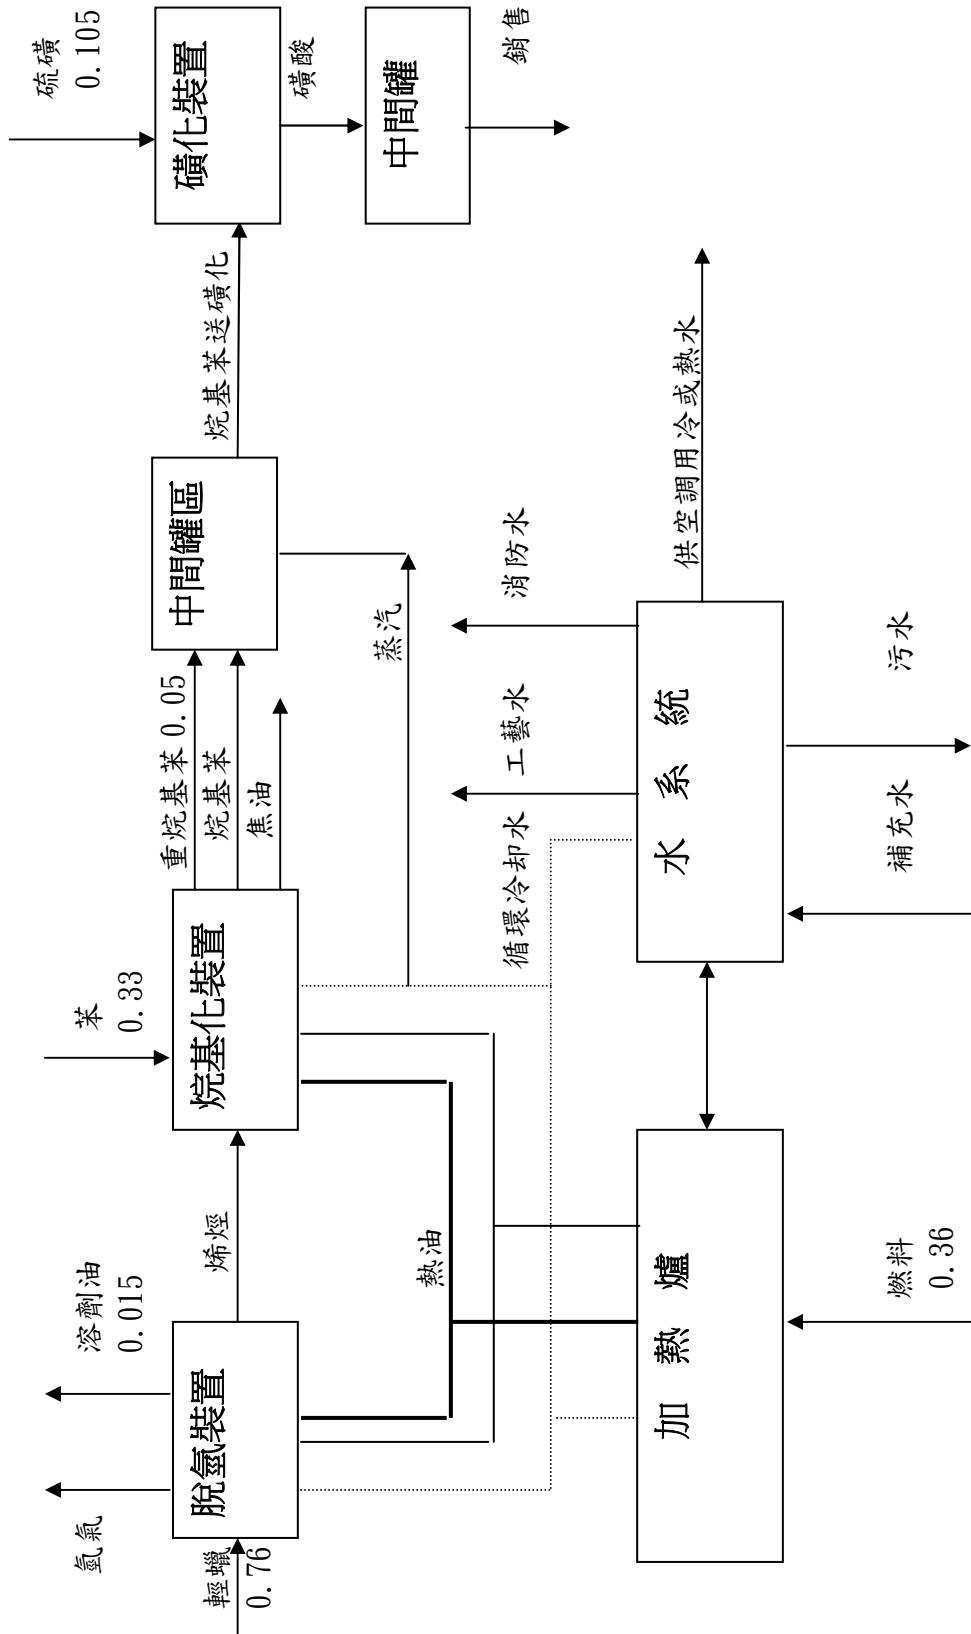 氫氣
溶劑油
0.015
苯
0.33
硫磺
0.105
輕蠟
0.76
脫氫裝置
烯烴
烷基化裝置
重烷基苯0.05
烷基苯
焦油
中間罐區
烷基苯送磺化
磺化裝置
磺酸
中間罐
銷售
熱油
蒸汽
循環冷却水
工藝水
消防水
加熱爐
水系統
供空調用冷或熱水
燃料
0.36
補充水
污水